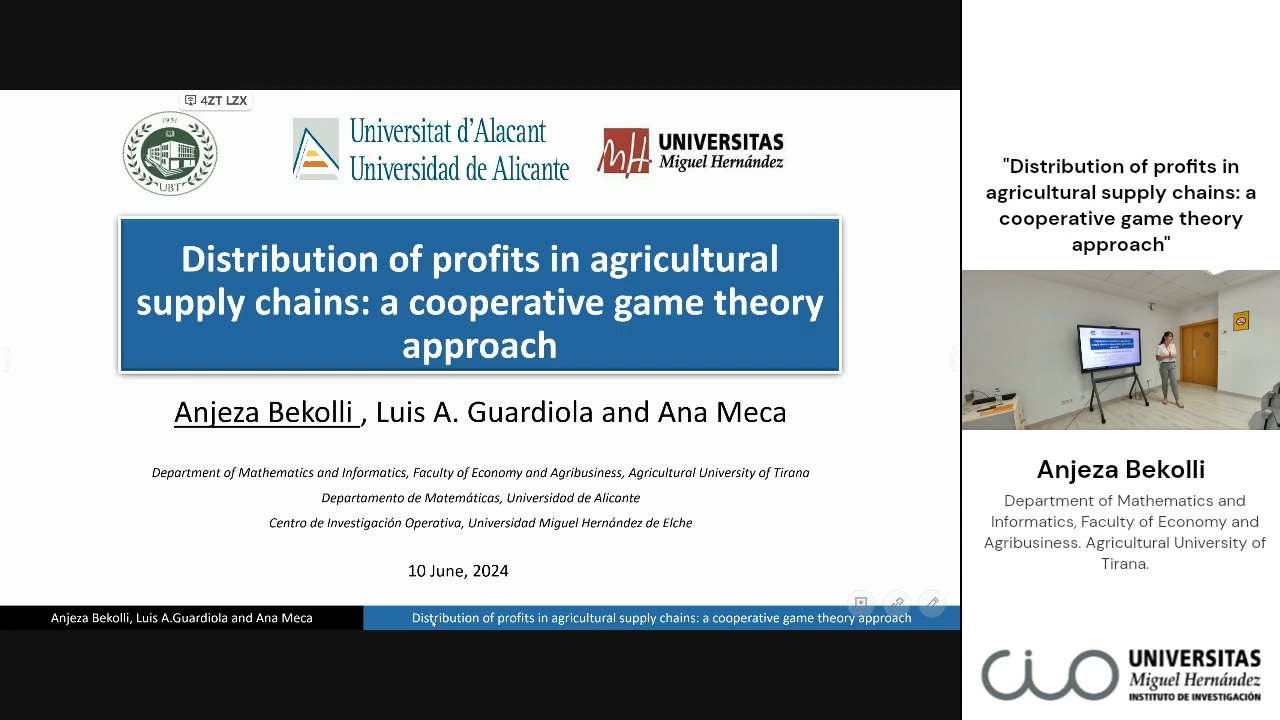 4ZT LZX
1951
UBT
Universitat d'Alacant
Universidad de Alicante
UNIVERSITAS
Miguel Hernández
Distribution of profits in agricultural
supply chains: a cooperative game theory
approach
Anjeza Bekolli , Luis A. Guardiola and Ana Meca
Department of Mathematics and Informatics, Faculty of Economy and Agribusiness, Agricultural University of Tirana
Departamento de Matemáticas, Universidad de Alicante
Centro de Investigación Operativa, Universidad Miguel Hernández de Elche
10 June, 2024
Anjeza Bekolli, Luis A.Guardiola and Ana Meca
Distribution of profits in agricultural supply chains: a cooperative game theory approach
"Distribution of profits in
agricultural supply chains: a
cooperative game theory
approach"
Anjeza Bekolli
Department of Mathematics and
Informatics, Faculty of Economy and
Agribusiness. Agricultural University of
Tirana.
cio
UNIVERSITAS
Miguel Hernández
INSTITUTO DE INVESTIGACIÓN